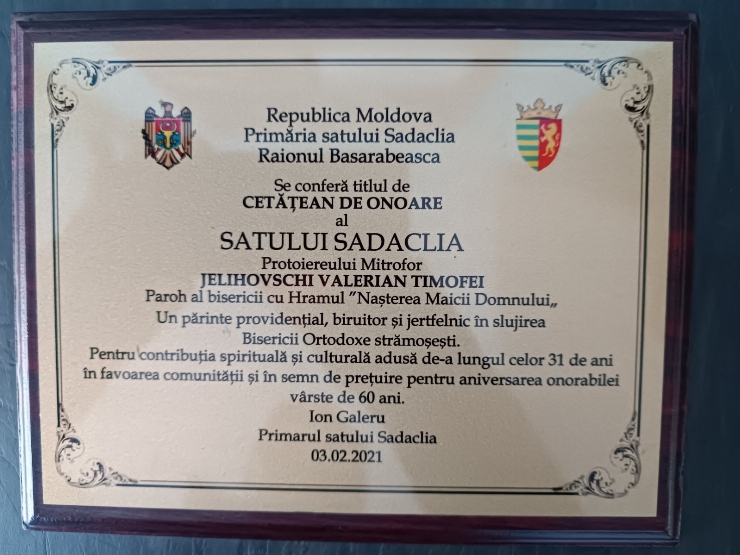 Republica Moldova
Primăria satului Sadaclia
Raionul Basarabeasca
Se conferă titlul de
CETĂȚEAN DE ONOARE
al
SATULUI SADACLIA
Protoiereului Mitrofor
JELIHOVSCHI VALERIAN TIMOFEI
Paroh al bisericii cu Hramul ”Nașterea Maicii Domnului„
Un părinte providențial, biruitor și jertfelnic în slujirea
Bisericii Ortodoxe strămoșești.
Pentru contribuția spirituală și culturală adusă de-a lungul celor 31 de ani
în favoarea comunității și în semn de prețuire pentru aniversarea onorabilei
vârste de 60 ani.
Ion Galeru
Primarul satului Sadaclia
03.02.2021